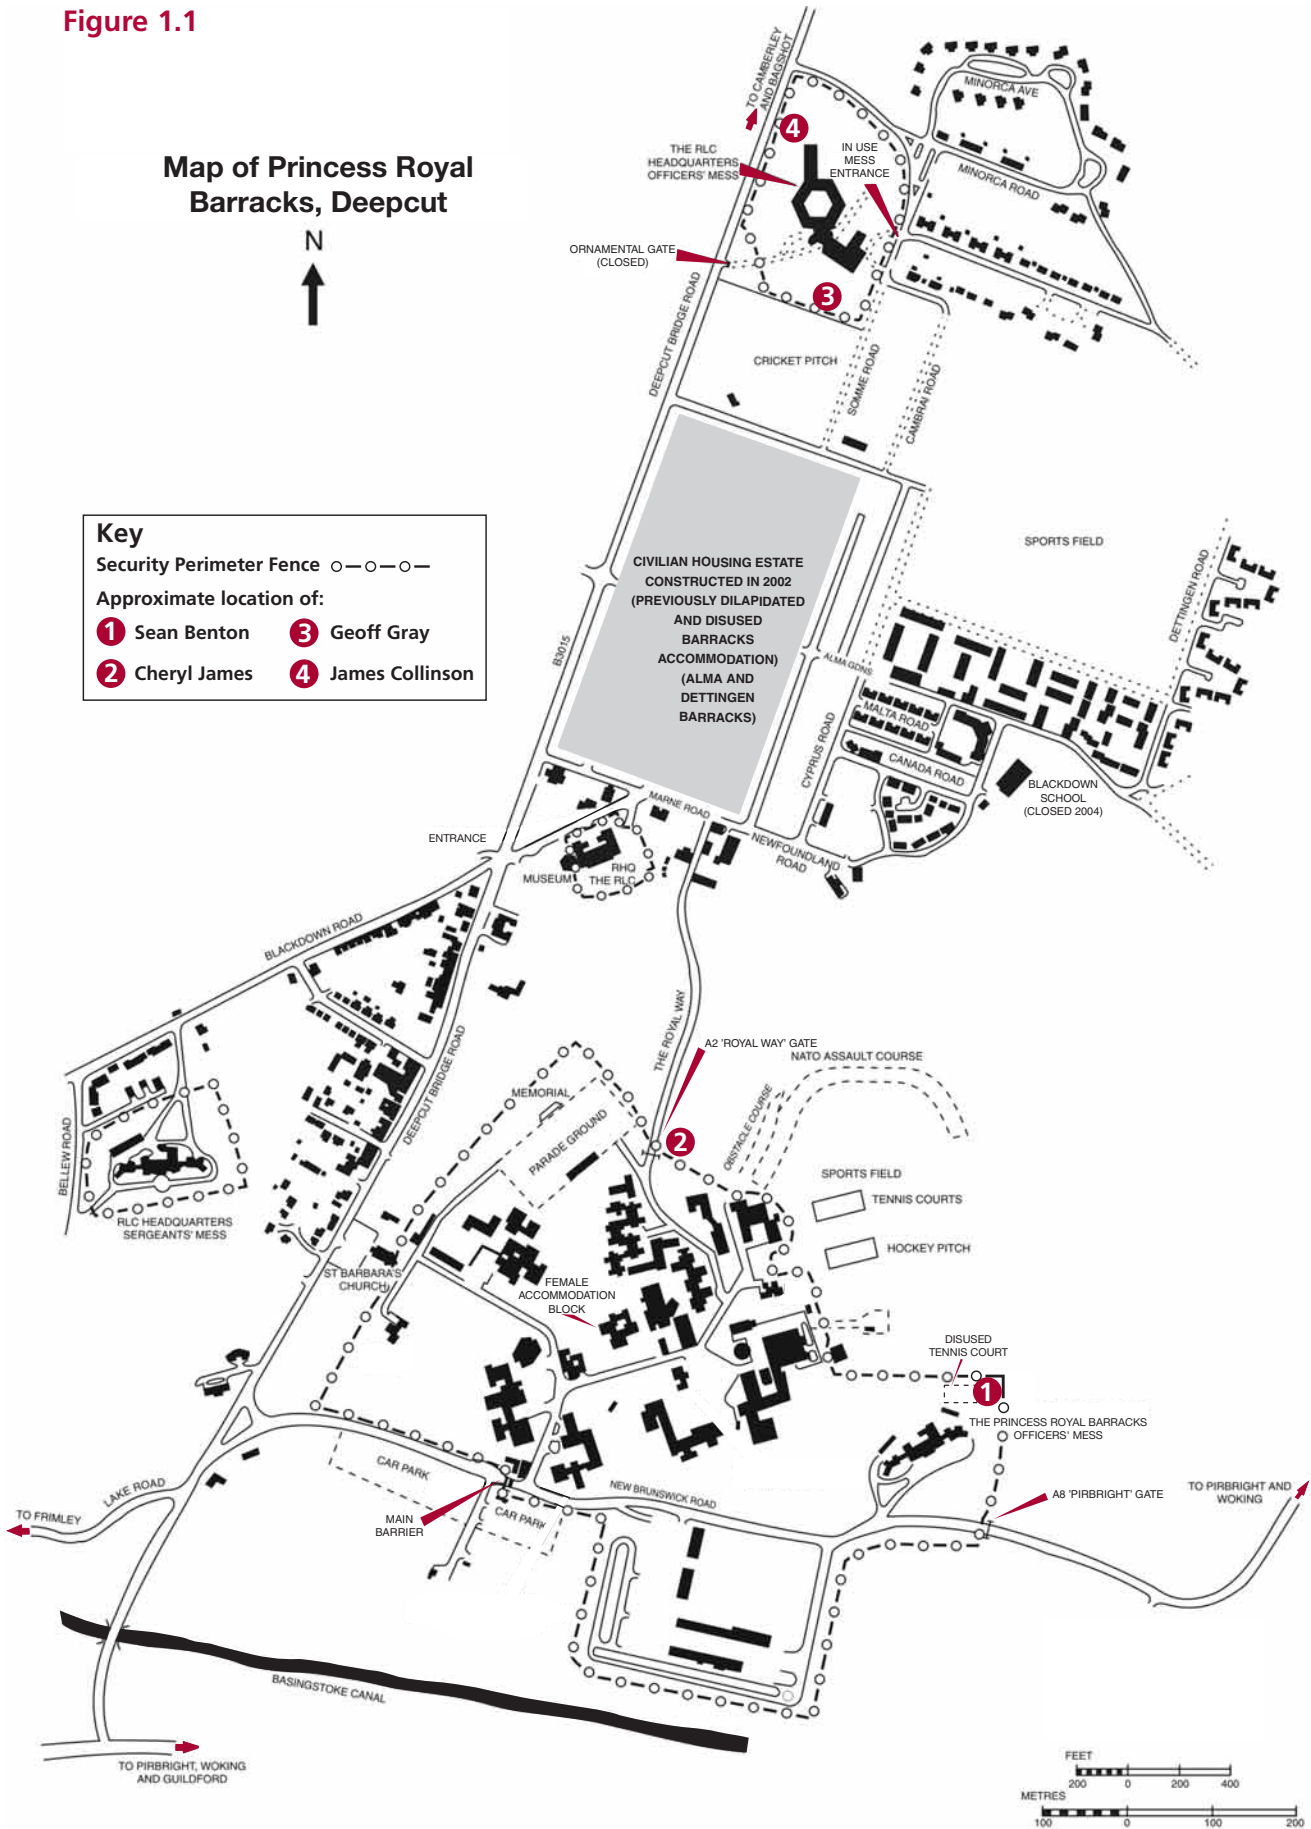 Figure 1.1
Map of Princess Royal
Barracks, Deepcut
N
TO CAMBERLEY
AND BAGSHOT
MINORCA AVE
4
THE RLC
HEADQUARTERS
OFFICERS' MESS
IN USE
MESS
ENTRANCE
MINORCA ROAD
ORNAMENTAL GATE
(CLOSED)
3
DEEPCUT BRIDGE ROAD
CRICKET PITCH
SOMME ROAD
CAMBRAI ROAD
Key
Security Perimeter Fence
Approximate location of:
1 Sean Benton
3 Geoff Gray
2 Cheryl James
4 James Collinson
SPORTS FIELD
DETTINGEN ROAD
CIVILIAN HOUSING ESTATE
CONSTRUCTED IN 2002
(PREVIOUSLY DILAPIDATED
AND DISUSED
BARRACKS
ACCOMMODATION)
(ALMA AND
DETTINGEN
BARRACKS)
B3015
ALMA GDNS
MALTA ROAD
CYPRUS ROAD
CANADA ROAD
BLACKDOWN
SCHOOL
(CLOSED 2004)
MARNE ROAD
ENTRANCE
NEWFOUNDLAND
ROAD
MUSEUM
RHQ
THE RLC
BLACKDOWN ROAD
THE ROYAL WAY
A2 'ROYAL WAY' GATE
NATO ASSAULT COURSE
DEEPCUT BRIDGE ROAD
MEMORIAL
PARADE GROUND
OBSTACLE COURSE
2
BELLEW ROAD
SPORTS FIELD
TENNIS COURTS
RLC HEADQUARTERS
SERGEANTS' MESS
HOCKEY PITCH
ST BARBARA'S
CHURCH
FEMALE
ACCOMMODATION
BLOCK
DISUSED
TENNIS COURT
1
THE PRINCESS ROYAL BARRACKS
OFFICERS' MESS
CAR PARK
LAKE ROAD
NEW BRUNSWICK ROAD
A8 'PIRBRIGHT' GATE
TO PIRBRIGHT AND
WOKING
TO FRIMLEY
MAIN
BARRIER
CAR PARK
BASINGSTOKE CANAL
TO PIRBRIGHT, WOKING
AND GUILDFORD
FEET
200 0 200 400
METRES
100 0 100 200